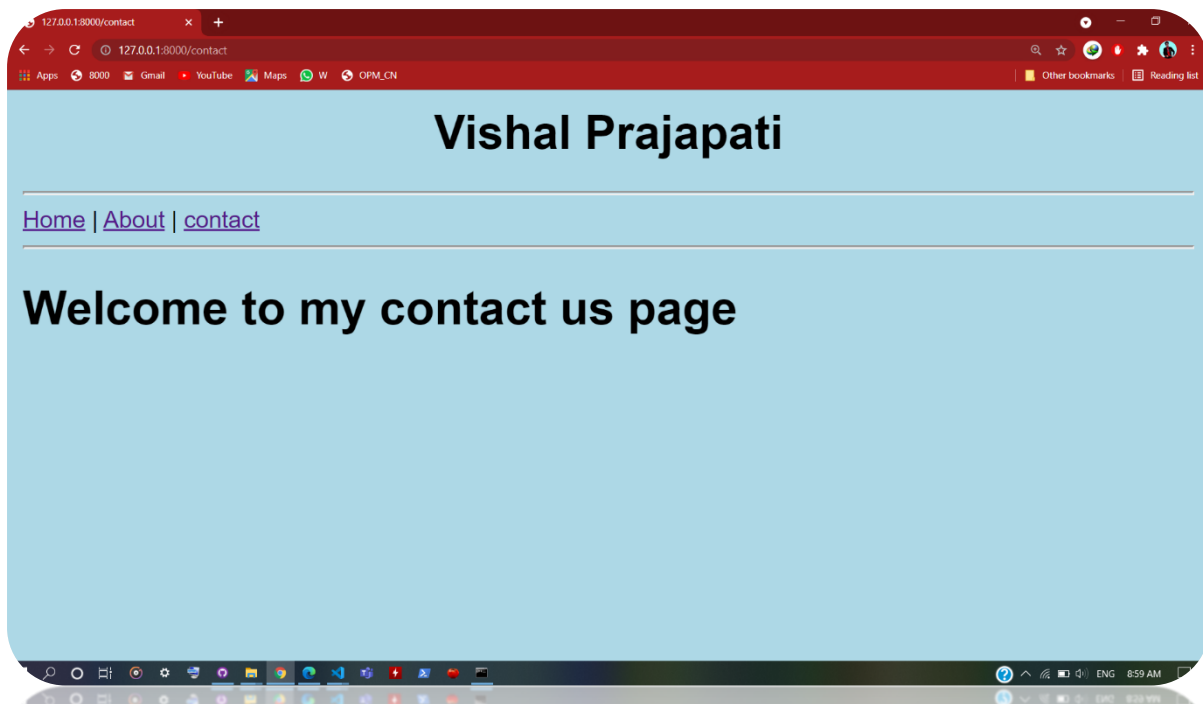 127.0.0.1:8000/contact
127.0.0.1:8000/contact
Apps 8000 Gmail YouTube Maps W OPM_CN Other bookmarks Reading list
Vishal Prajapati
Home | About | contact
Welcome to my contact us page
ENG 8:59 AM